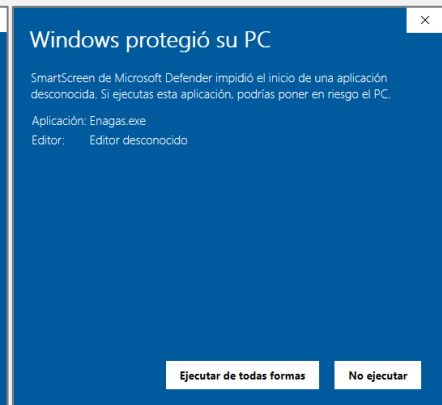 Windows protegió su PC
SmartScreen de Microsoft Defender impidió el inicio de una aplicación
desconocida. Si ejecutas esta aplicación, podrías poner en riesgo el PC.
Aplicación: Enagas.exe
Editor: Editor desconocido
Ejecutar de todas formas
No ejecutar